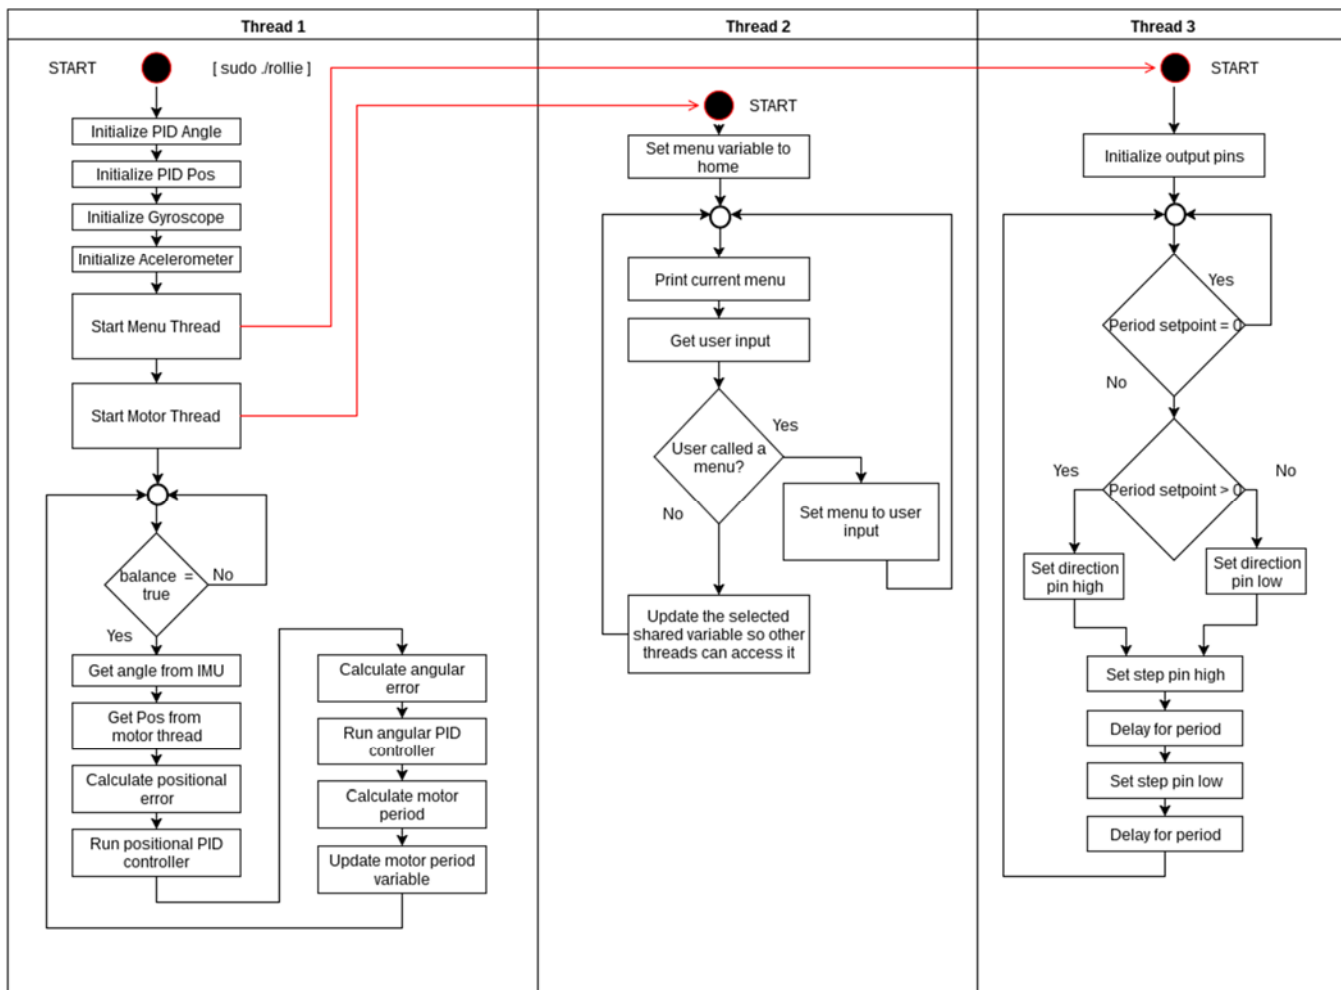 Thread 1
START
[ sudo ./rollie ]
Initialize PID Angle
Initialize PID Pos
Initialize Gyroscope
Initialize Acelerometer
Start Menu Thread
Start Motor Thread
balance =
true
No
Yes
Get angle from IMU
Get Pos from
motor thread
Calculate positional
error
Run positional PID
controller
Calculate angular
error
Run angular PID
controller
Calculate motor
period
Update motor period
variable
Thread 2
START
Set menu variable to
home
Print current menu
Get user input
User called a
menu?
Yes
No
Set menu to user
input
Update the selected
shared variable so other
threads can access it
Thread 3
START
Initialize output pins
Period setpoint = 0
Yes
No
Period setpoint > 0
Yes
No
Set direction
pin high
Set direction
pin low
Set step pin high
Delay for period
Set step pin low
Delay for period